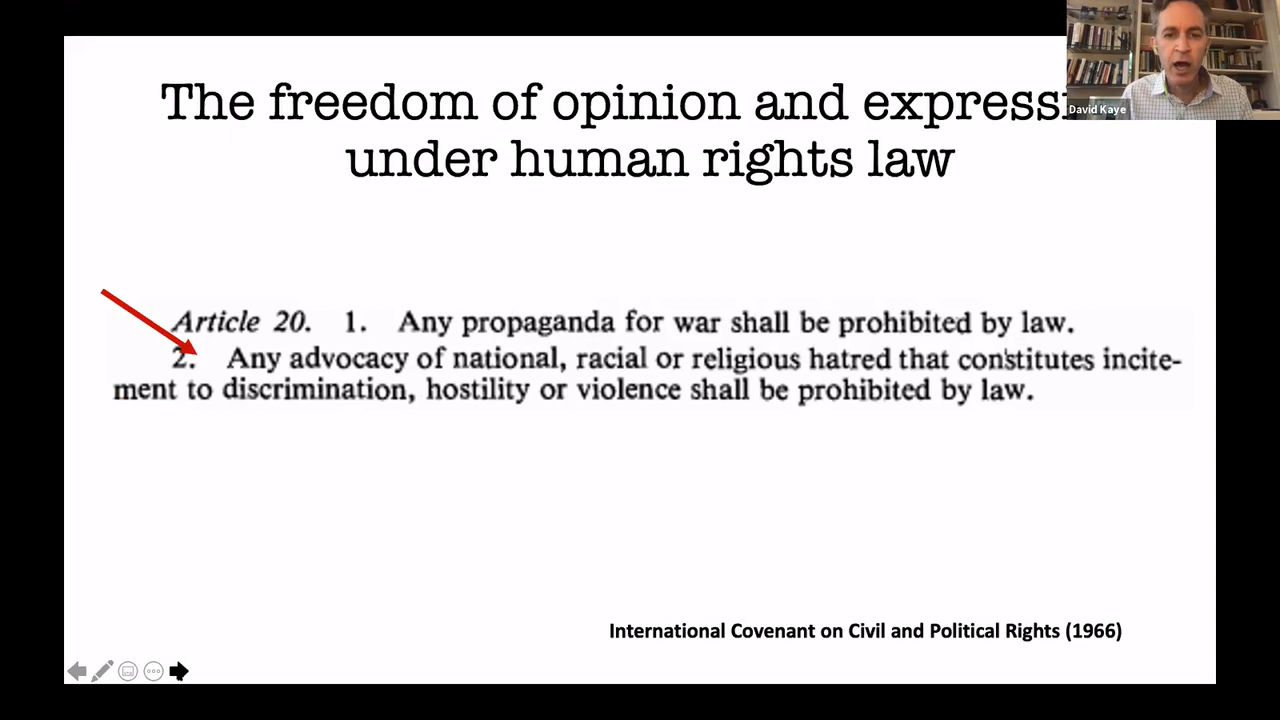 The freedom of opinion and express
under human rights law
David Kaye
Article 20. 1. Any propaganda for war shall be prohibited by law.
2. Any advocacy of national, racial or religious hatred that constitutes incite-
ment to discrimination, hostility or violence shall be prohibited by law.
International Covenant on Civil and Political Rights (1966)